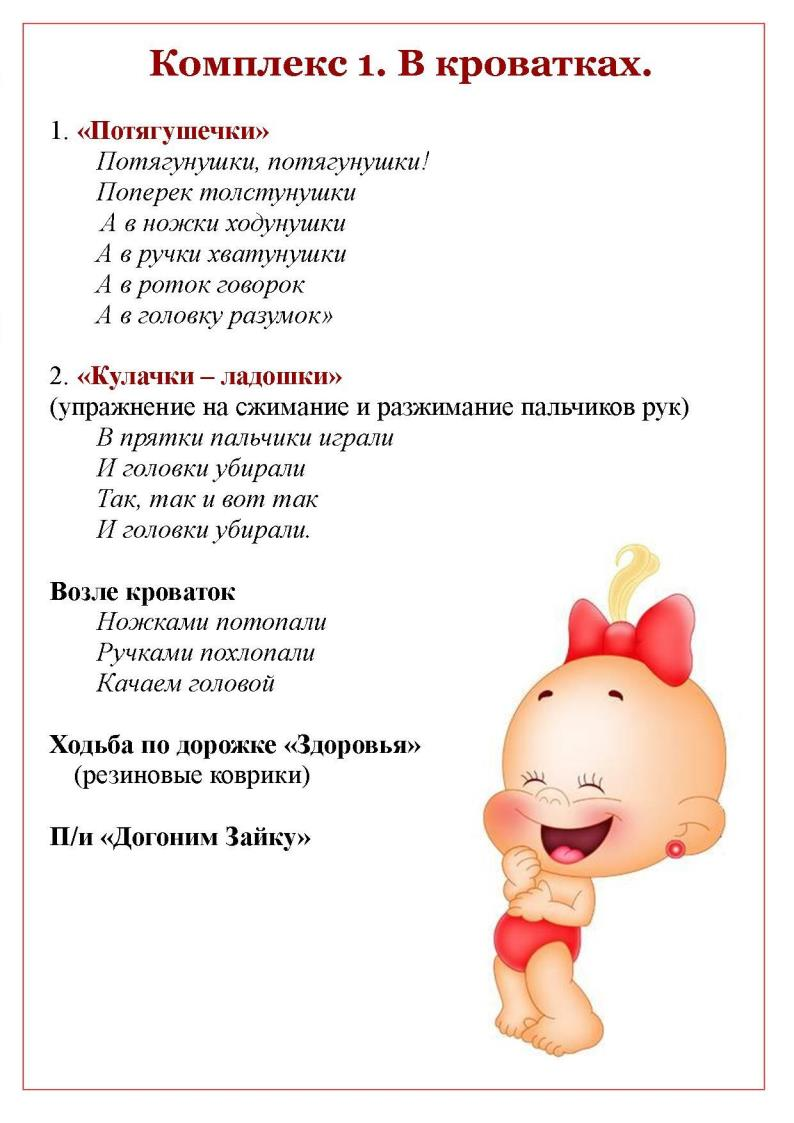 Комплекс 1. В кроватках.
1. «Потягушечки»
Потягунушки, потягунушки!
Поперек толстунушки
А в ножки ходунушки
А в ручки хватунушки
А в роток говорок
А в головку разумок»
2. «Кулачки – ладошки»
(упражнение на сжимание и разжимание пальчиков рук)
В прятки пальчики играли
И головки убирали
Так, так и вот так
И головки убирали.
Возле кроваток
Ножками потопали
Ручками похлопали
Качаем головой
Ходьба по дорожке «Здоровья»
(резиновые коврики)
П/и «Догоним Зайку»